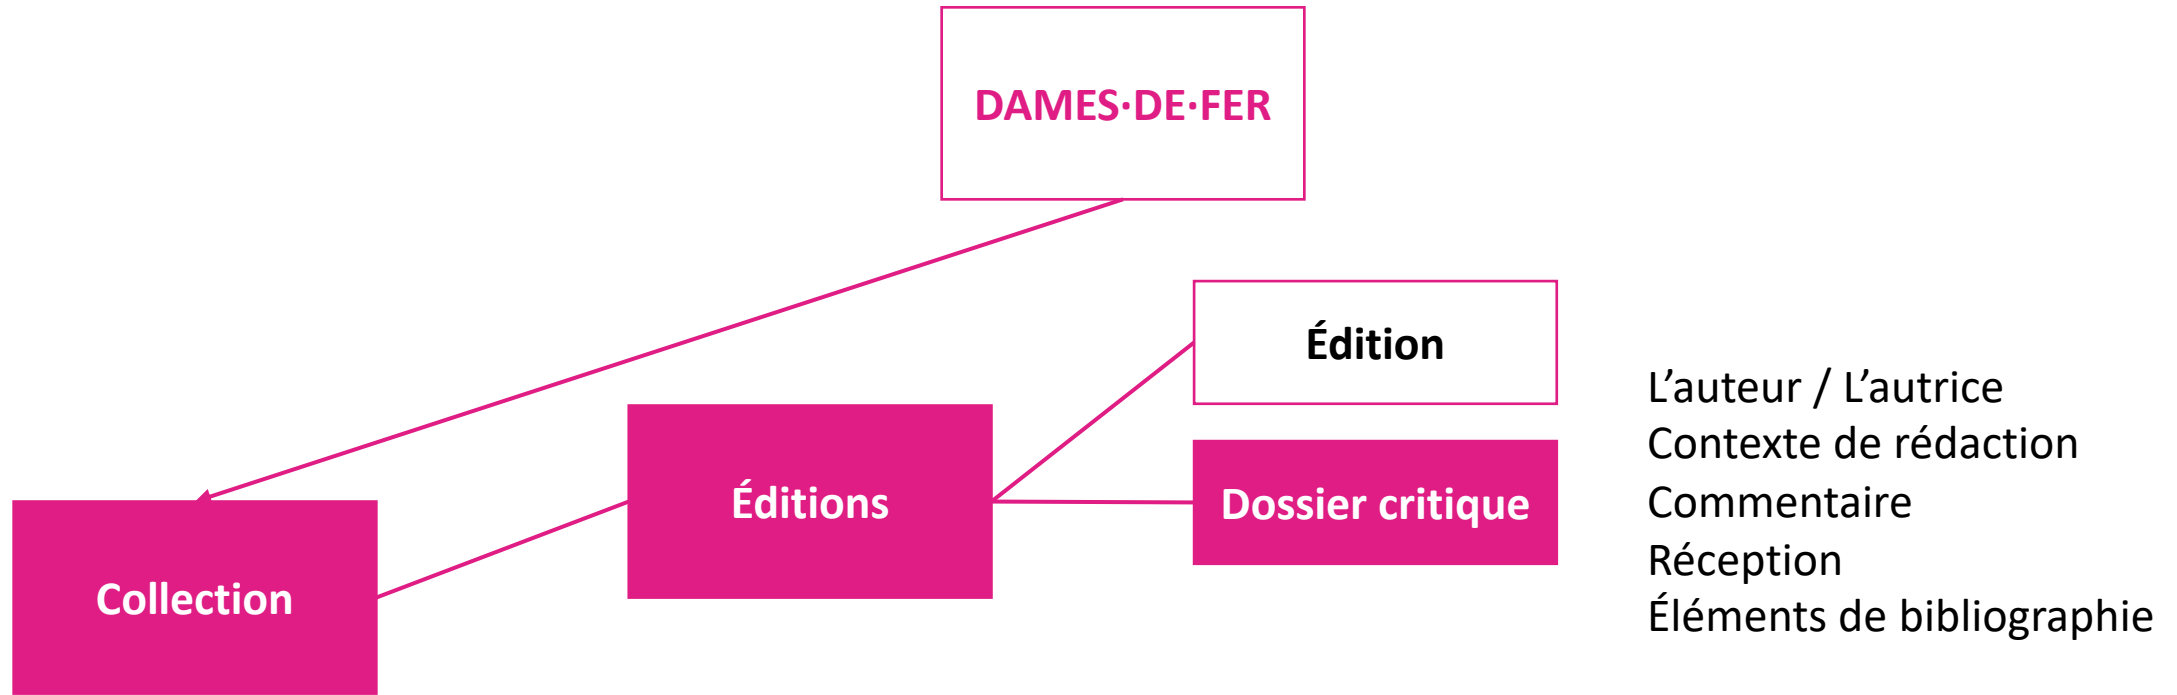 DAMES·DE·FER
Édition
Éditions
Dossier critique
Collection
L’auteur / L’autrice
Contexte de rédaction
Commentaire
Réception
Éléments de bibliographie